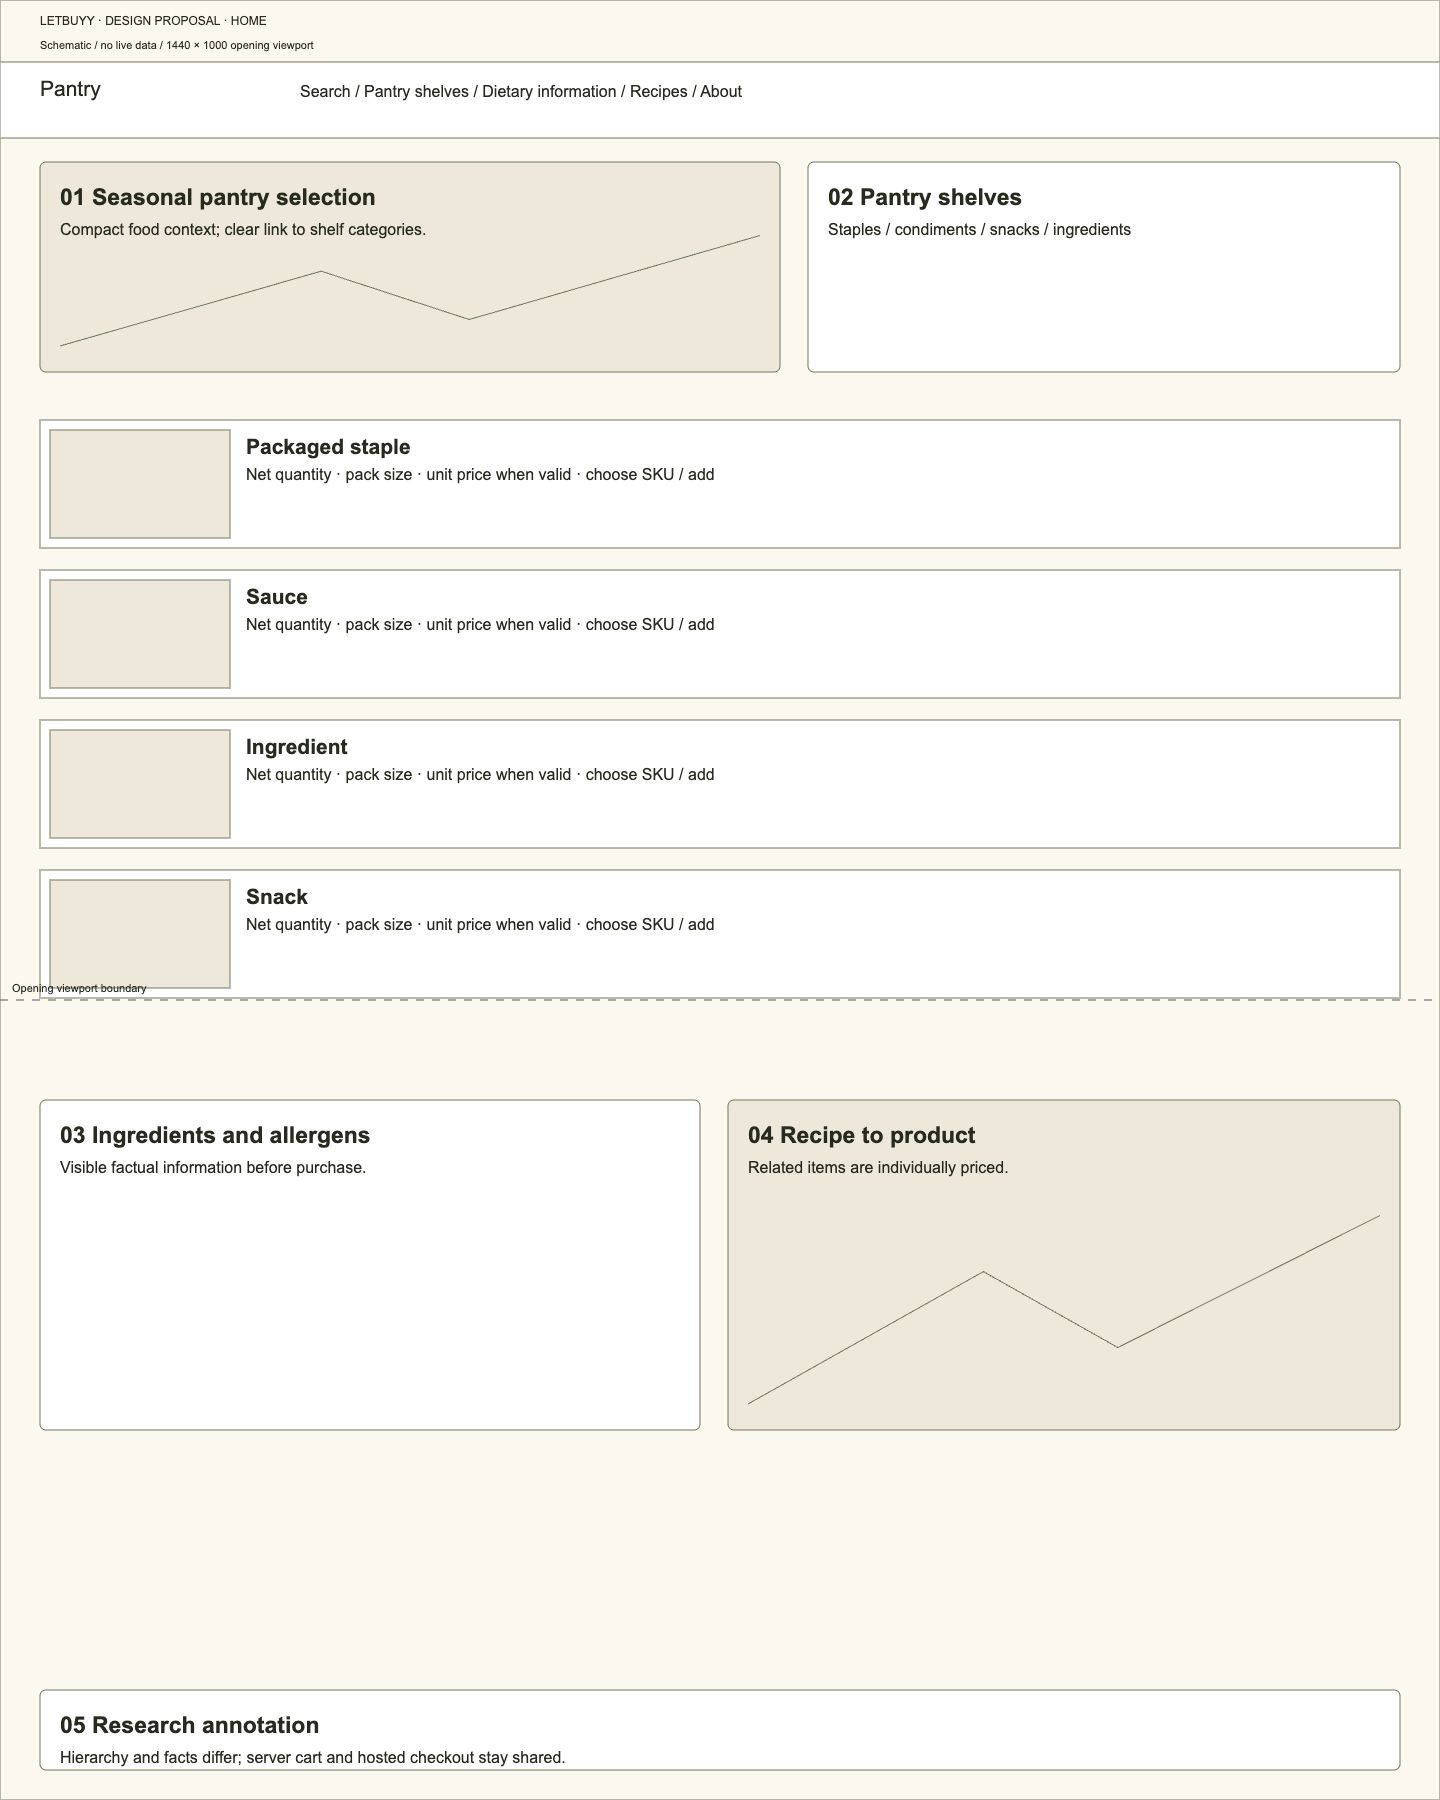 LETBUYY · DESIGN PROPOSAL · HOME
Schematic / no live data / 1440 × 1000 opening viewport
Pantry
Search / Pantry shelves / Dietary information / Recipes / About
01 Seasonal pantry selection
Compact food context; clear link to shelf categories.
02 Pantry shelves
Staples / condiments / snacks / ingredients
Packaged staple
Net quantity · pack size · unit price when valid · choose SKU / add
Sauce
Net quantity · pack size · unit price when valid · choose SKU / add
Ingredient
Net quantity · pack size · unit price when valid · choose SKU / add
Snack
Net quantity · pack size · unit price when valid · choose SKU / add
Opening viewport boundary
03 Ingredients and allergens
Visible factual information before purchase.
04 Recipe to product
Related items are individually priced.
05 Research annotation
Hierarchy and facts differ; server cart and hosted checkout stay shared.